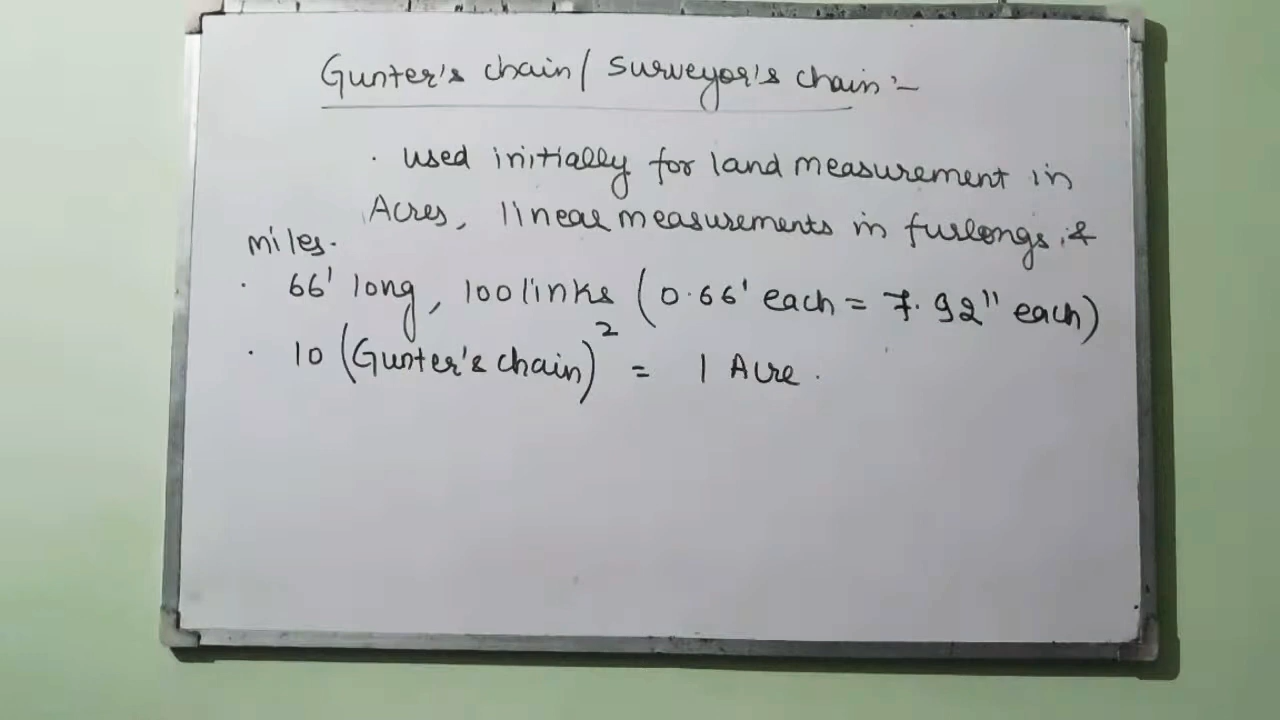 Gunter's chain / Surveyor's chain :-
· used initially for land measurement in
Acres, linear measurements in furlongs, &
miles.
· 66' long, 100 links (0.66' each = 7.92" each)
· 10 (Gunter's chain)² = 1 Acre.